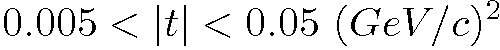 0.005 < |t| < 0.05 (GeV/c)²